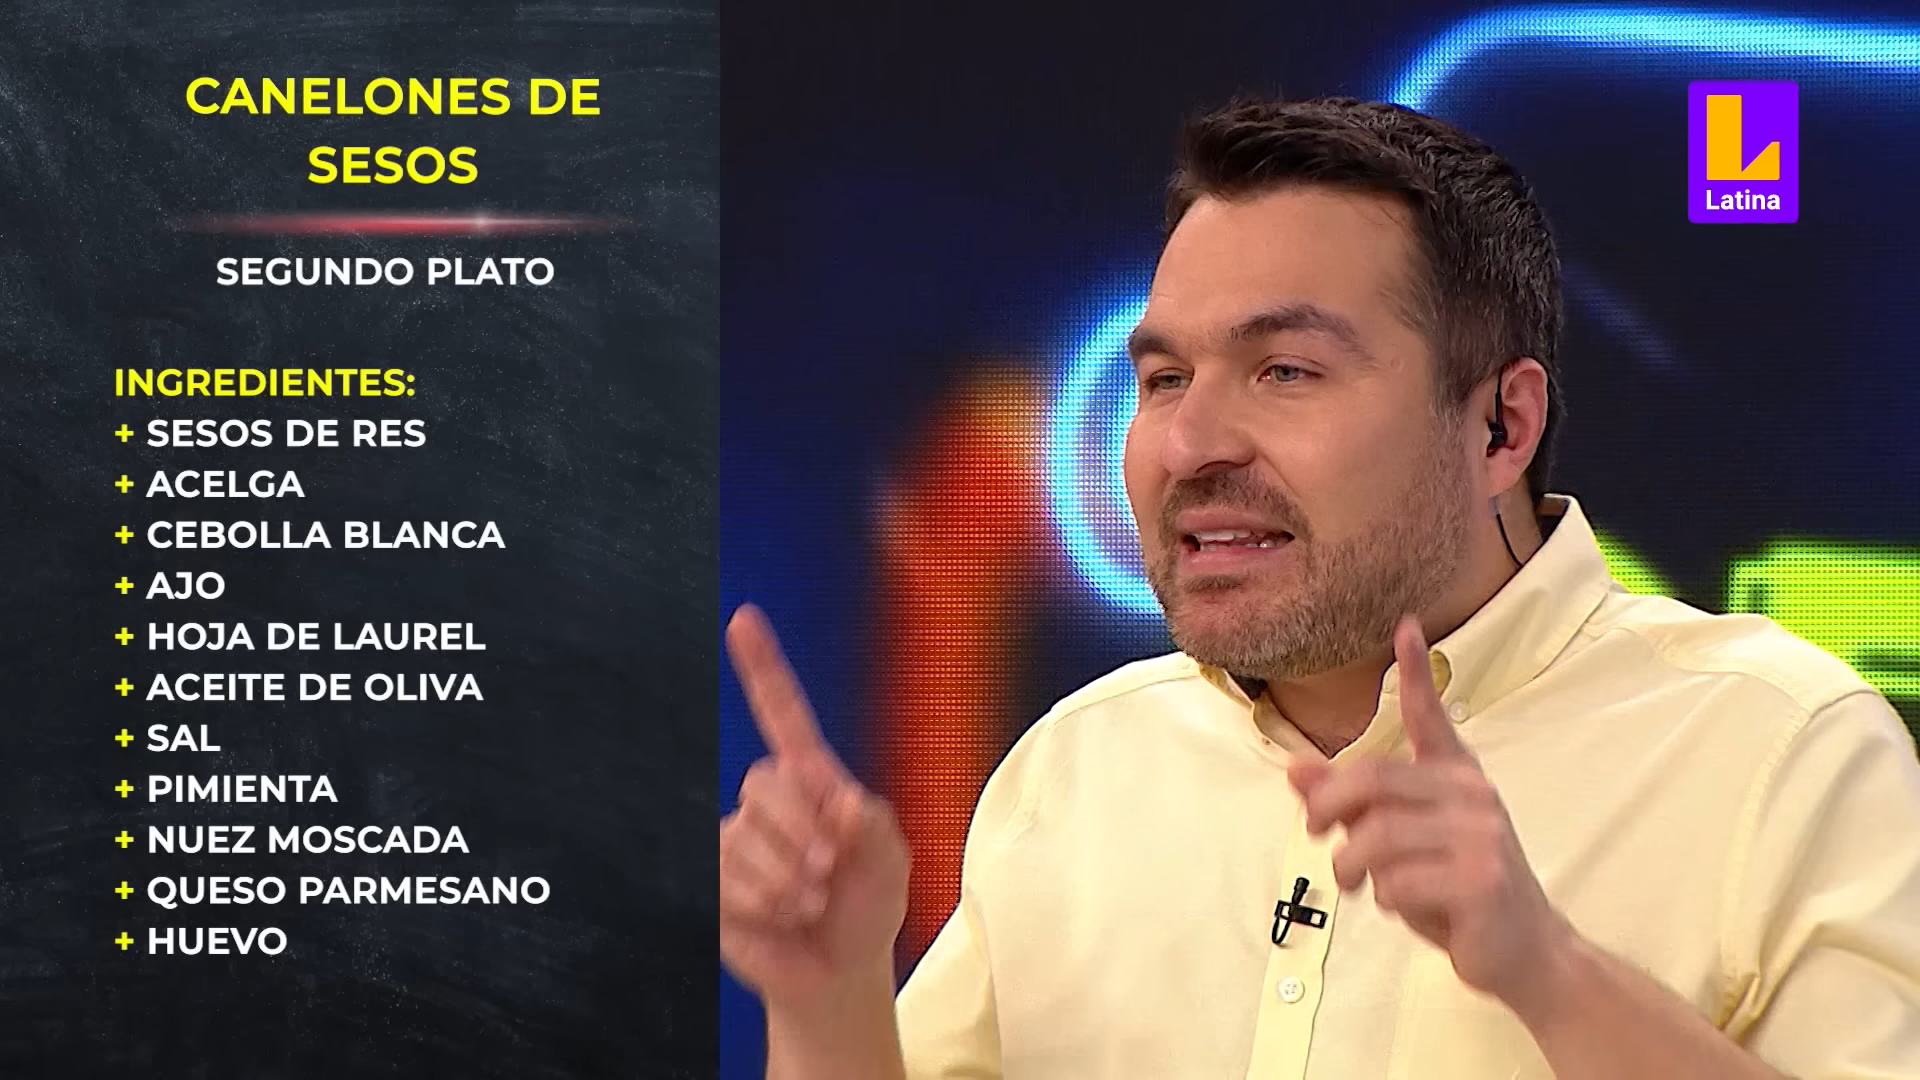 CANELONES DE
SESOS
SEGUNDO PLATO
INGREDIENTES:
+ SESOS DE RES
+ ACELGA
+ CEBOLLA BLANCA
+ AJO
+ HOJA DE LAUREL
+ ACEITE DE OLIVA
+ SAL
+ PIMIENTA
+ NUEZ MOSCADA
+ QUESO PARMESANO
+ HUEVO
Latina